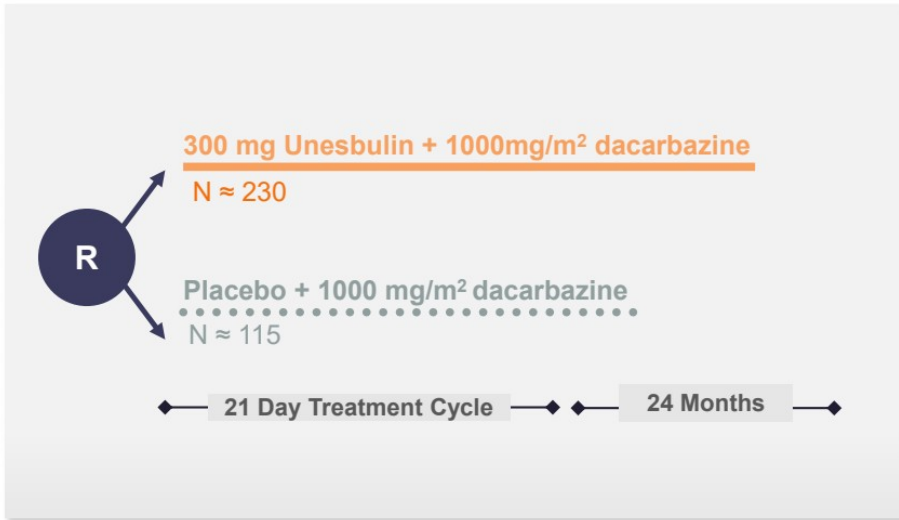 300 mg Unesbulin + 1000mg/m² dacarbazine
N ≈ 230
R
Placebo + 1000 mg/m² dacarbazine
N ≈ 115
21 Day Treatment Cycle
24 Months